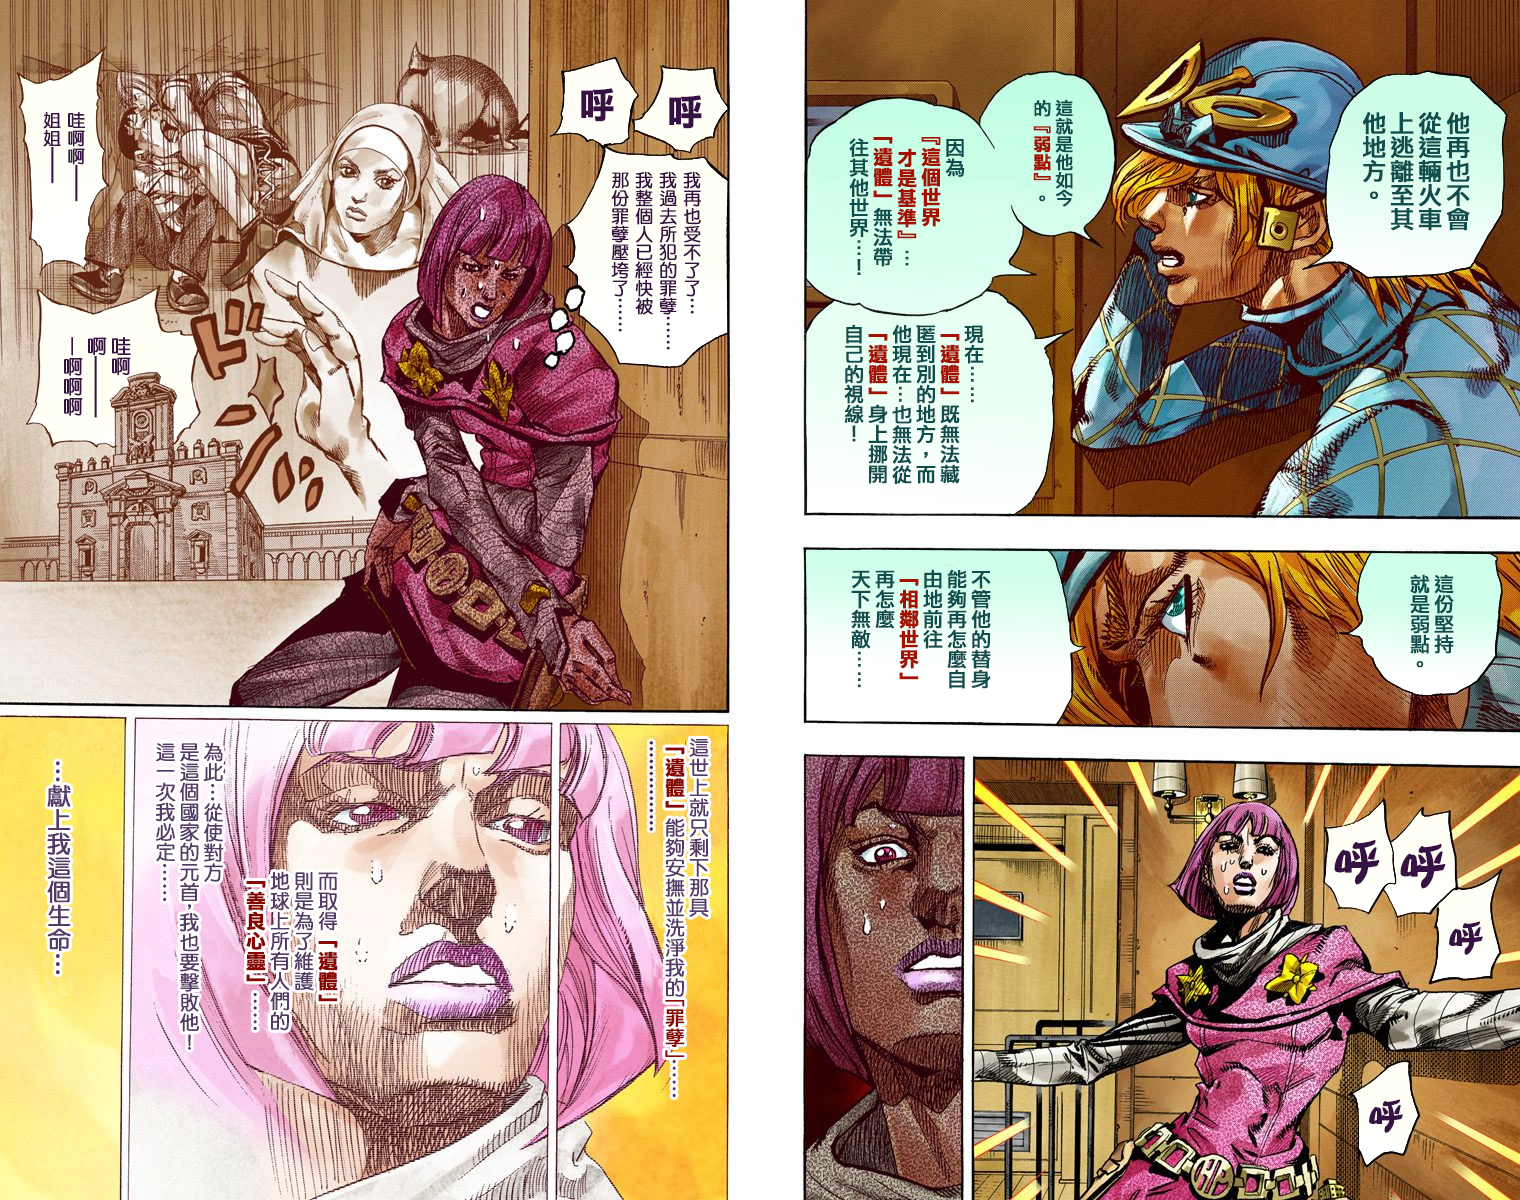 他再也不會
從這輛火車
上逃離至其
他地方。
這就是他如今
的『弱點』。
因為
『這個世界
才是基準』…
「遺體」無法帶
往其他世界…！
現在……
「遺體」既無法藏
匿到別的地方，而
他現在…也無法從
「遺體」身上挪開
自己的視線！
這份堅持
就是弱點。
不管他的替身
能夠再怎麼自
由地前往
「相鄰世界」
再怎麼
天下無敵……
呼
呼
呼
呼
呼
呼
我再也受不了了…
我過去所犯的罪孽……
我整個人已經快被
那份罪孽壓垮了……
哇啊——
姐姐——
ドドン
哇啊
啊——
—啊啊啊
這世上就只剩下那具
「遺體」能夠安撫並洗淨我的「罪孽」……
………………
而取得「遺體」
則是為了維護
地球上所有人們的
「善良心靈」……
為此…從使對方
是這個國家的元首，我也要擊敗他！
這一次我必定……
…獻上我這個生命…